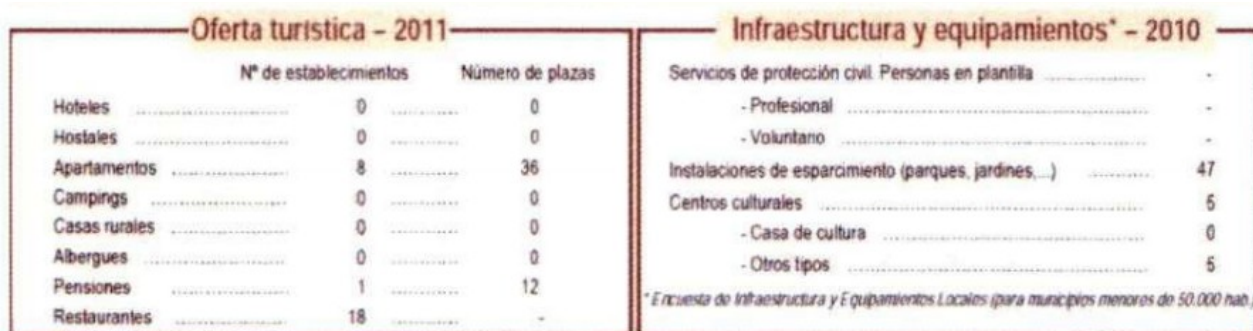 Oferta turística – 2011
Nº de establecimientos Número de plazas
Hoteles 0 0
Hostales 0 0
Apartamentos 8 36
Campings 0 0
Casas rurales 0 0
Albergues 0 0
Pensiones 1 12
Restaurantes 18 -
Infraestructura y equipamientos* – 2010
Servicios de protección civil. Personas en plantilla -
- Profesional -
- Voluntario -
Instalaciones de esparcimiento (parques, jardines,...) 47
Centros culturales 5
- Casa de cultura 0
- Otros tipos 5
* Encuesta de Infraestructura y Equipamientos Locales (para municipios menores de 50.000 hab.)